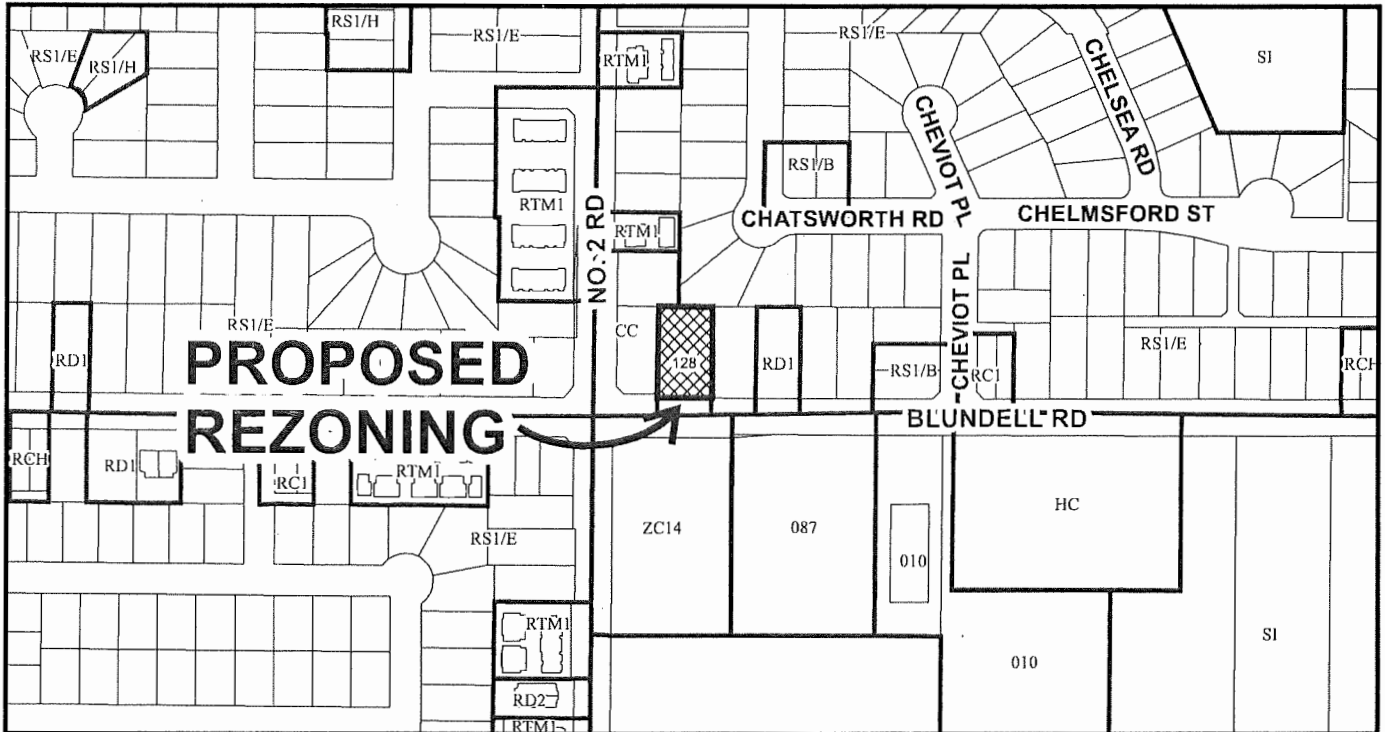 RS1/H
RS1/E
RS1/E
RS1/E
RS1/H
RTM1
SI
CHELSEA RD
CHEVIOT PL
RS1/B
RTM1
NO. 2 RD
RTM1
CHATSWORTH RD
CHELMSFORD ST
CHEVIOT PL
RS1/E
CC
RD1
128
RD1
RS1/B
RC1
RS1/E
RCH
PROPOSED
REZONING
BLUNDELL RD
RCH
RD1
RC1
RTM1
RS1/E
ZC14
087
010
HC
RTM1
010
SI
RD2
RTM1